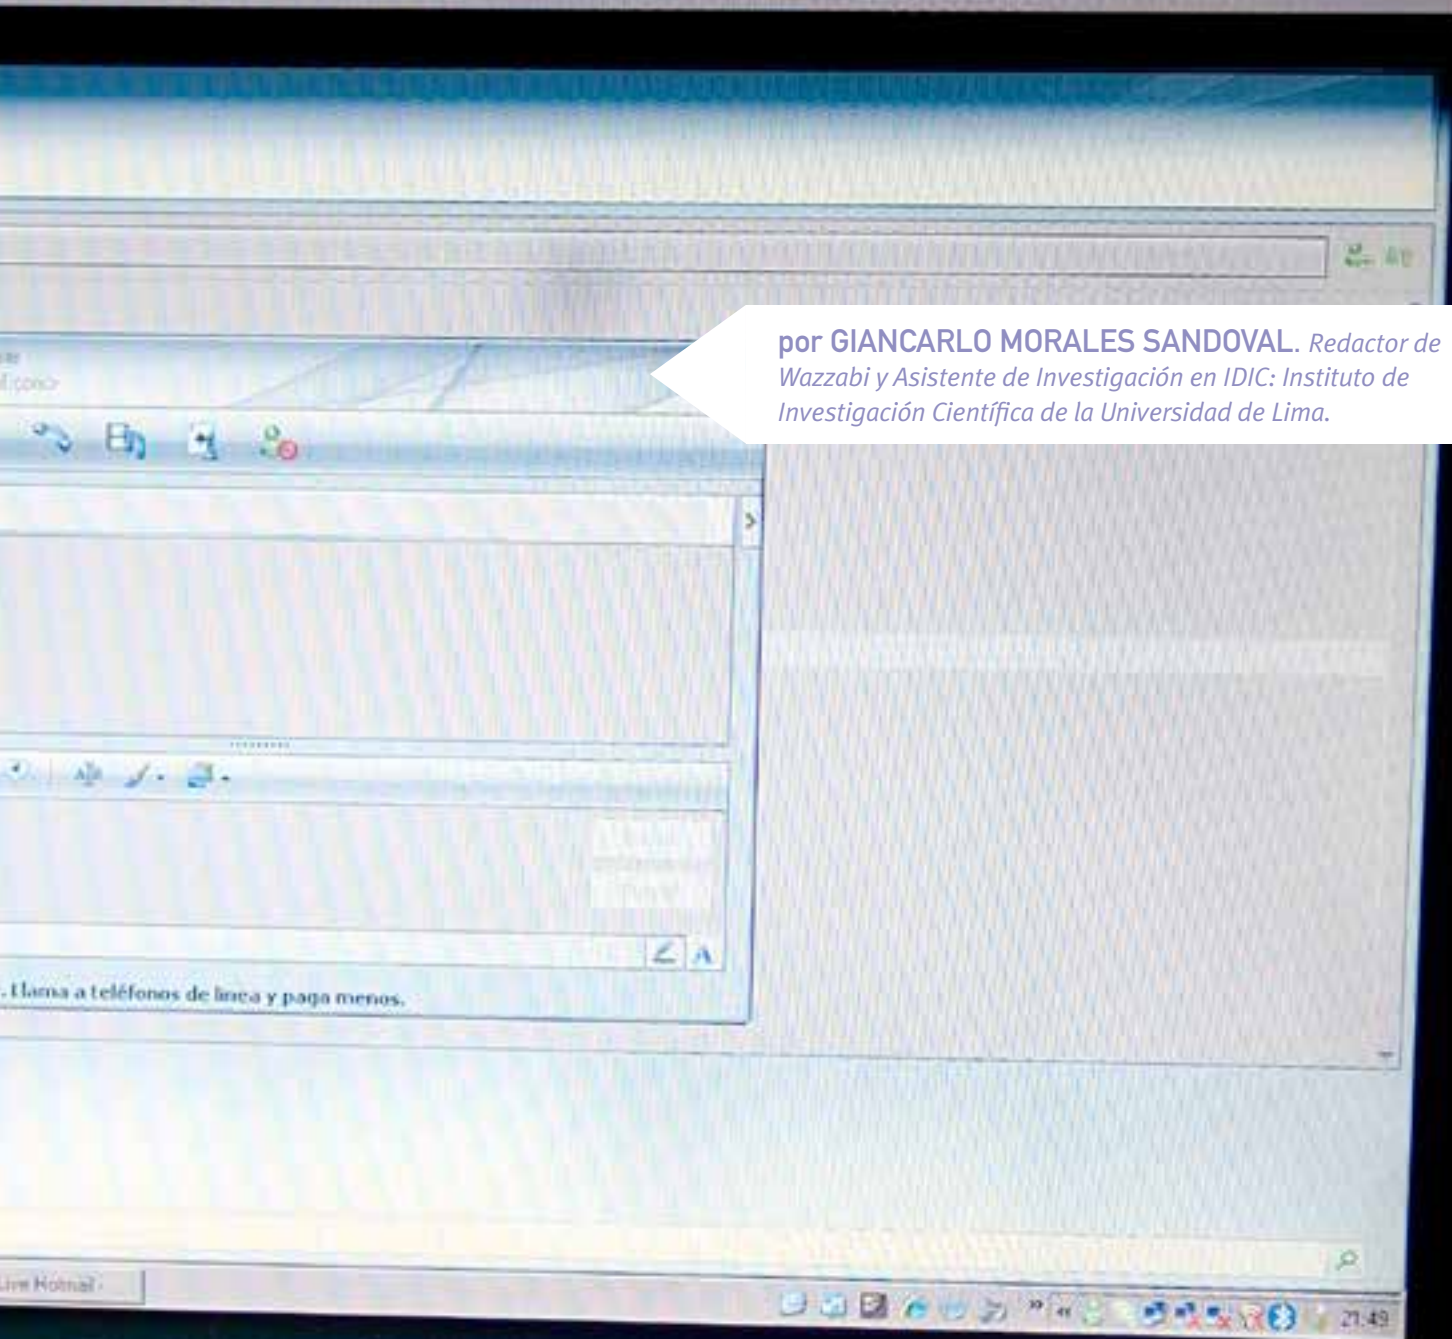 por GIANCARLO MORALES SANDOVAL. Redactor de
Wazzabi y Asistente de Investigación en IDIC: Instituto de
Investigación Científica de la Universidad de Lima.
. Llama a teléfonos de línea y paga menos.
Live Hotmail -
21:49